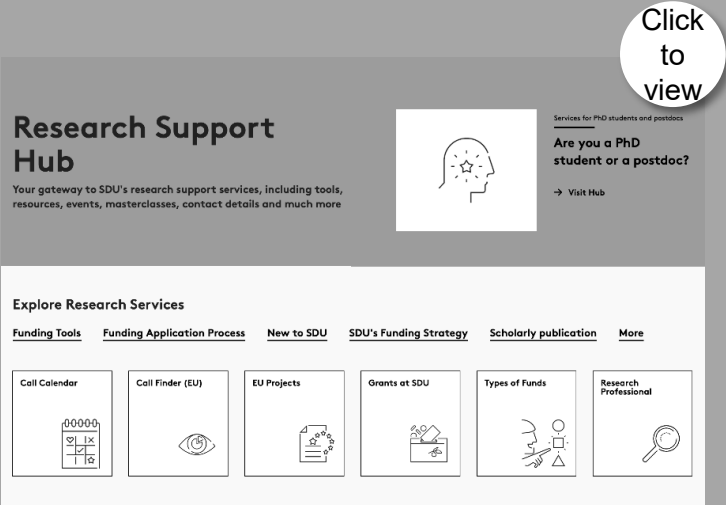 Click
to
view
Research Support
Hub
Your gateway to SDU's research support services, including tools,
resources, events, masterclasses, contact details and much more
Services for PhD students and postdocs
Are you a PhD
student or a postdoc?
→ Visit Hub
Explore Research Services
Funding Tools
Funding Application Process
New to SDU
SDU's Funding Strategy
Scholarly publication
More
Call Calendar
Call Finder (EU)
EU Projects
Grants at SDU
Types of Funds
Research
Professional